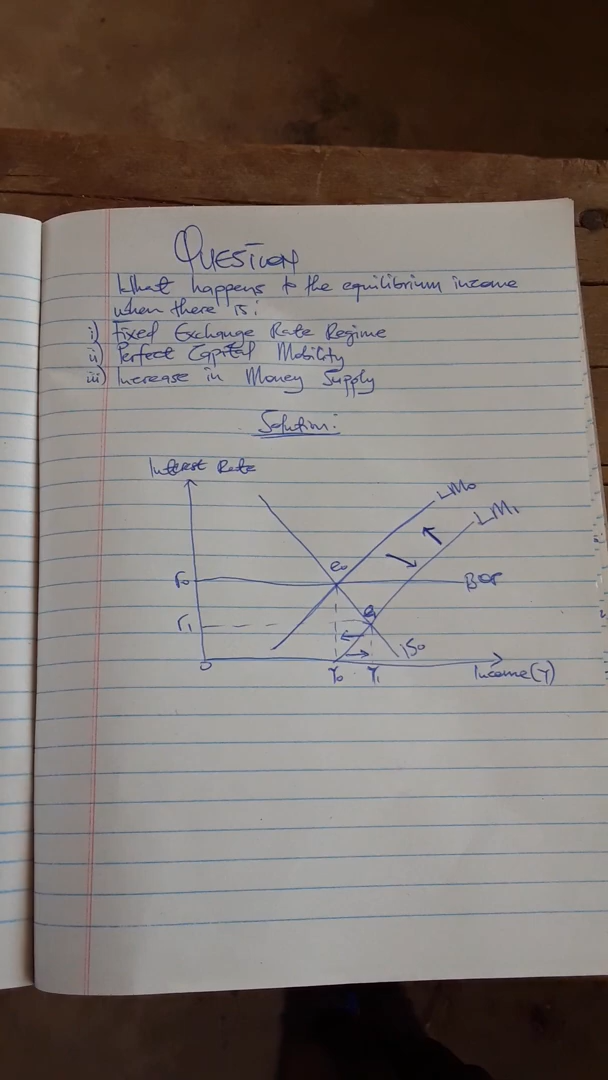 QUESTION
What happens to the equilibrium income
when there is:
i) Fixed Exchange Rate Regime
ii) Perfect Capital Mobility
iii) Increase in Money Supply
Solution:
Interest Rate
LM₀
LM₁
e₀
r₀
BOP
e₁
r₁
IS₀
0
Y₀
Y₁
Income(Y)